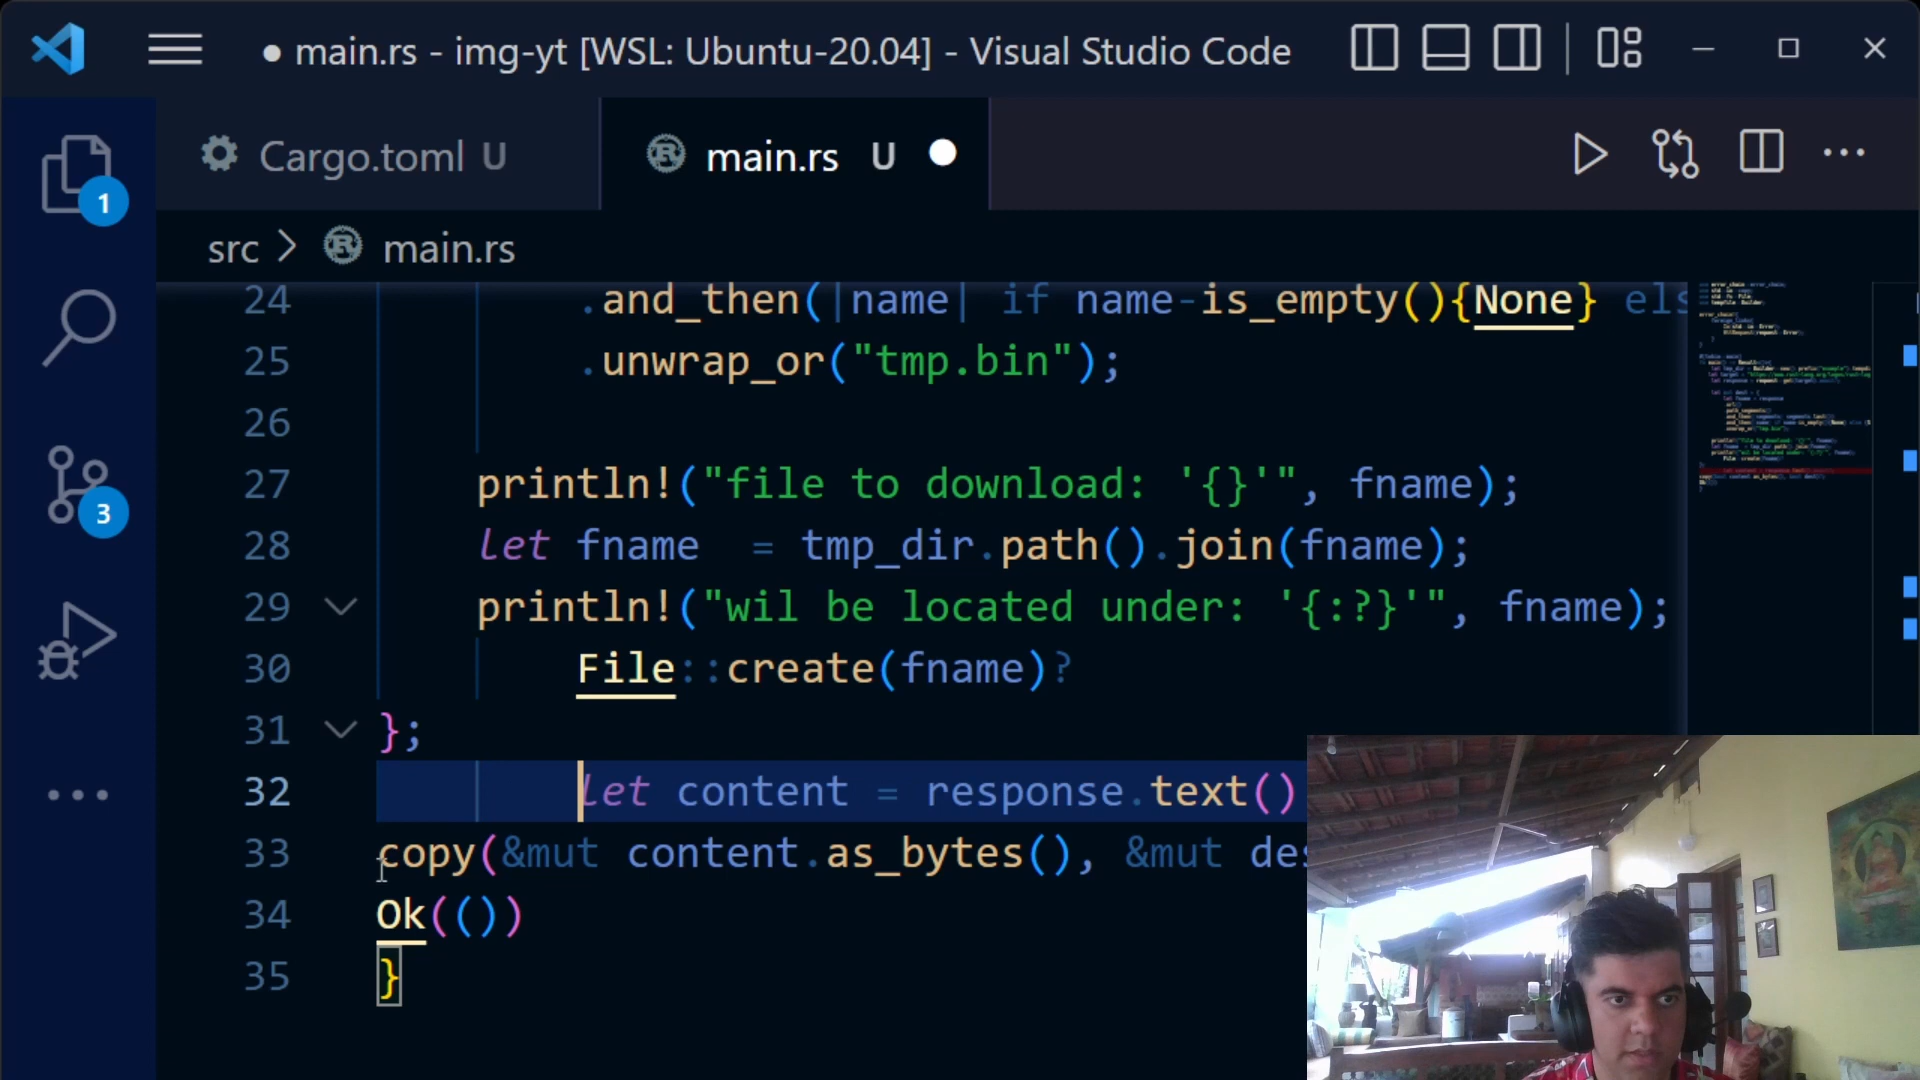 ● main.rs - img-yt [WSL: Ubuntu-20.04] - Visual Studio Code
Cargo.toml U
main.rs U
src > main.rs
1
3
24 .and_then(|name| if name-is_empty(){None} els
25 .unwrap_or("tmp.bin");
26
27 println!("file to download: '{}'", fname);
28 let fname  = tmp_dir.path().join(fname);
29 println!("wil be located under: '{:?}'", fname);
30 File::create(fname)?
31 };
32 let content = response.text()
33 copy(&mut content.as_bytes(), &mut des
34 Ok(())
35 }